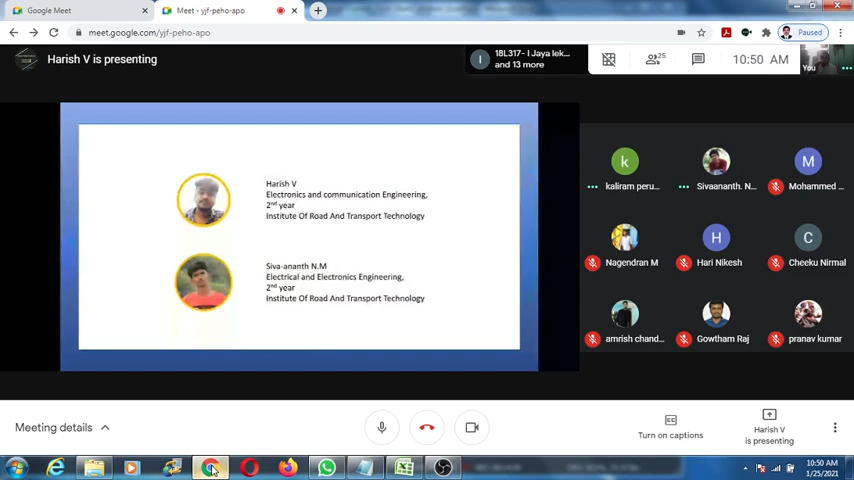 Google Meet
Meet - yjf-peho-apo
meet.google.com/yjf-peho-apo
Paused
Harish V is presenting
18L317- I Jaya lek...
and 13 more
I
25
10:50 AM
You
Harish V
Electronics and communication Engineering,
2nd year
Institute Of Road And Transport Technology
Siva-ananth N.M
Electrical and Electronics Engineering,
2nd year
Institute Of Road And Transport Technology
k
M
kaliram peru...
Sivaananth. N...
Mohammed ...
H
C
Nagendran M
Hari Nikesh
Cheeku Nirmal
amrish chand...
Gowtham Raj
pranav kumar
Meeting details
Turn on captions
Harish V
is presenting
10:50 AM
1/25/2021